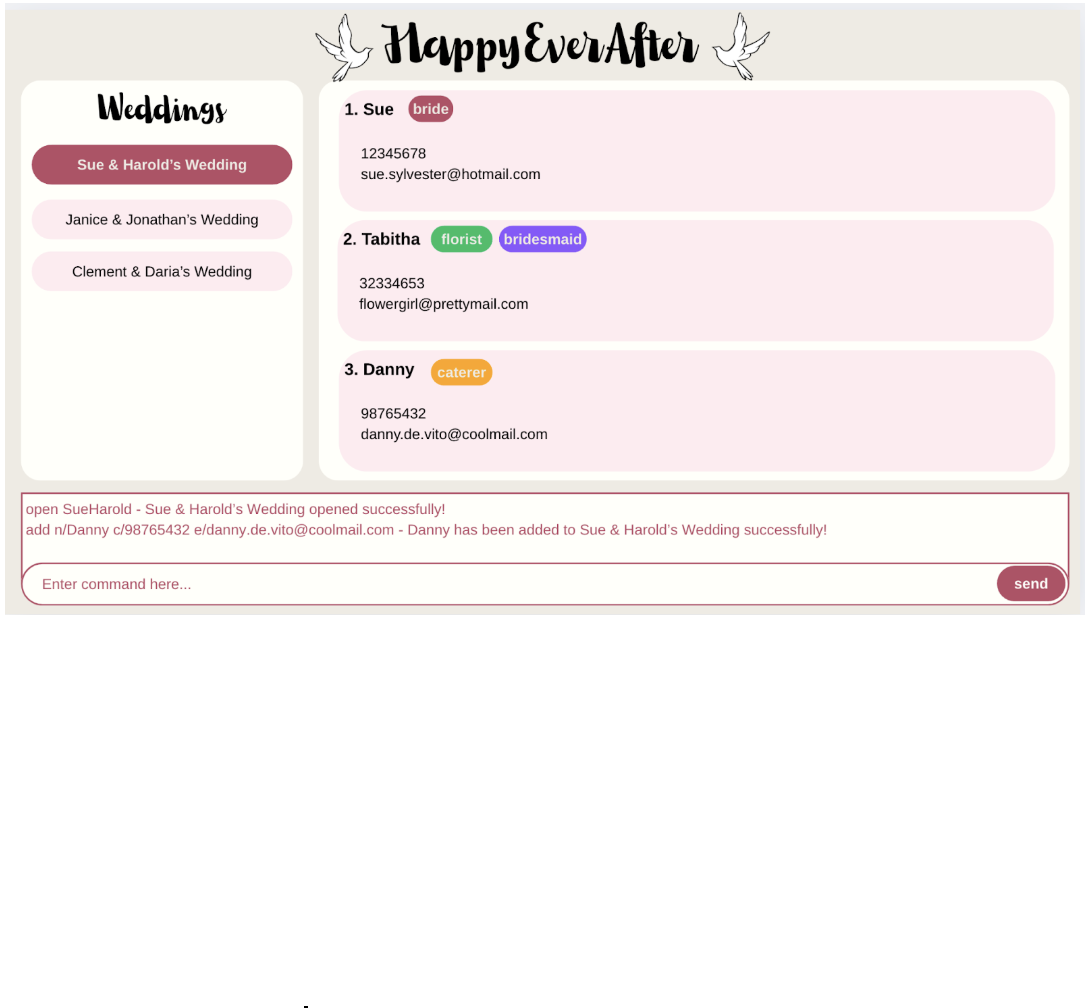 HappyEverAfter
Weddings
Sue & Harold’s Wedding
Janice & Jonathan’s Wedding
Clement & Daria’s Wedding
1. Sue bride
12345678
sue.sylvester@hotmail.com
2. Tabitha florist bridesmaid
32334653
flowergirl@prettymail.com
3. Danny caterer
98765432
danny.de.vito@coolmail.com
open SueHarold - Sue & Harold’s Wedding opened successfully!
add n/Danny c/98765432 e/danny.de.vito@coolmail.com - Danny has been added to Sue & Harold’s Wedding successfully!
Enter command here... send